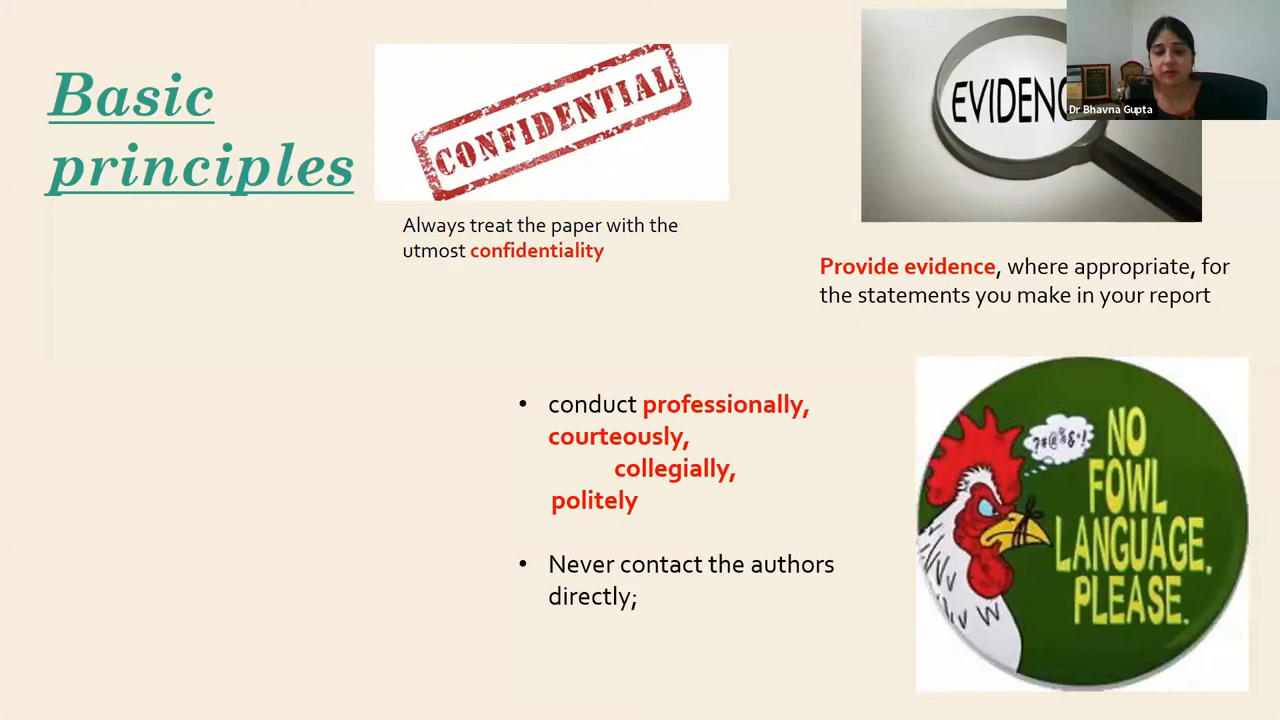 Basic
principles
CONFIDENTIAL
Always treat the paper with the
utmost confidentiality
Dr Bhavna Gupta
Provide evidence, where appropriate, for
the statements you make in your report
• conduct professionally,
courteously,
collegially,
politely
• Never contact the authors
directly;
?#@%&*!
NO
FOWL
LANGUAGE,
PLEASE.